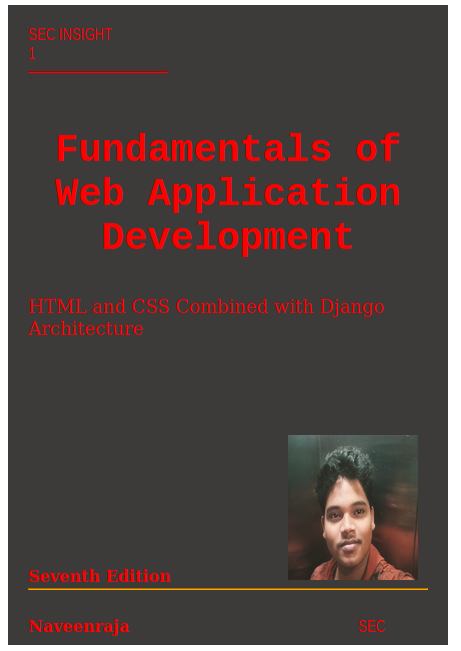 SEC INSIGHT
1
Fundamentals of
Web Application
Development
HTML and CSS Combined with Django
Architecture
Seventh Edition
Naveenraja
SEC